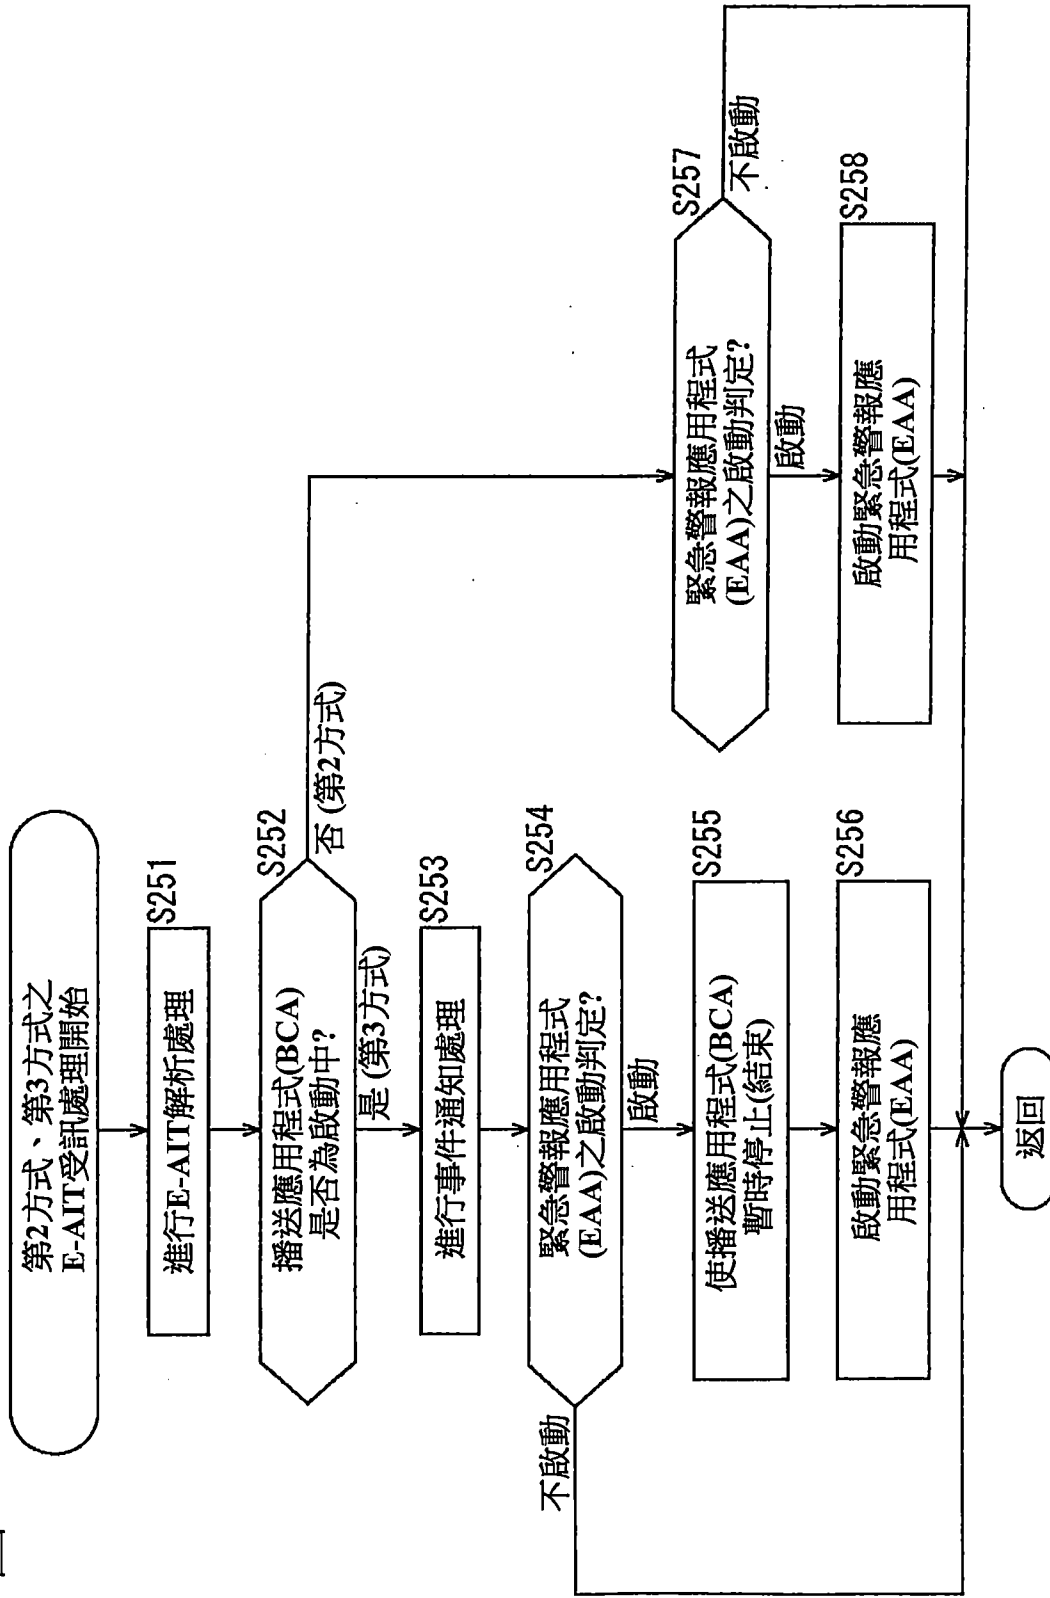 第2方式、第3方式之
E-AIT受訊處理開始
S251
進行E-AIT解析處理
S252
播送應用程式(BCA)
是否為啟動中?
否 (第2方式)
是 (第3方式)
S253
進行事件通知處理
S254
緊急警報應用程式
(EAA)之啟動判定?
不啟動
啟動
S255
使播送應用程式(BCA)
暫時停止(結束)
S256
啟動緊急警報應
用程式(EAA)
S257
緊急警報應用程式
(EAA)之啟動判定?
不啟動
啟動
S258
啟動緊急警報應
用程式(EAA)
返回